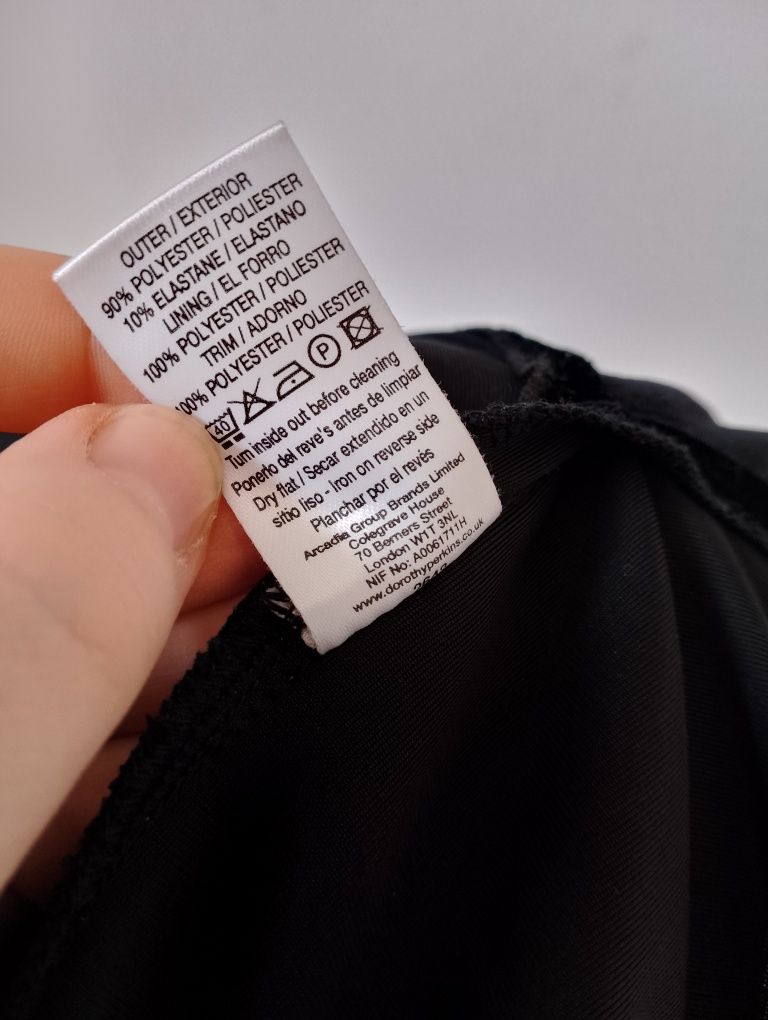 OUTER / EXTERIOR
90% POLYESTER / POLIESTER
10% ELASTANE / ELASTANO
LINING / EL FORRO
100% POLYESTER / POLIESTER
TRIM / ADORNO
100% POLYESTER / POLIESTER
40 P
Turn inside out before cleaning
Ponerlo del reve's antes de limpiar
Dry flat / Secar extendido en un
sitio liso - Iron on reverse side
Planchar por el revés
Arcadia Group Brands Limited
Colegrave House
70 Berners Street
London W1T 3NL
NIF No: A0061711H
www.dorothyperkins.co.uk